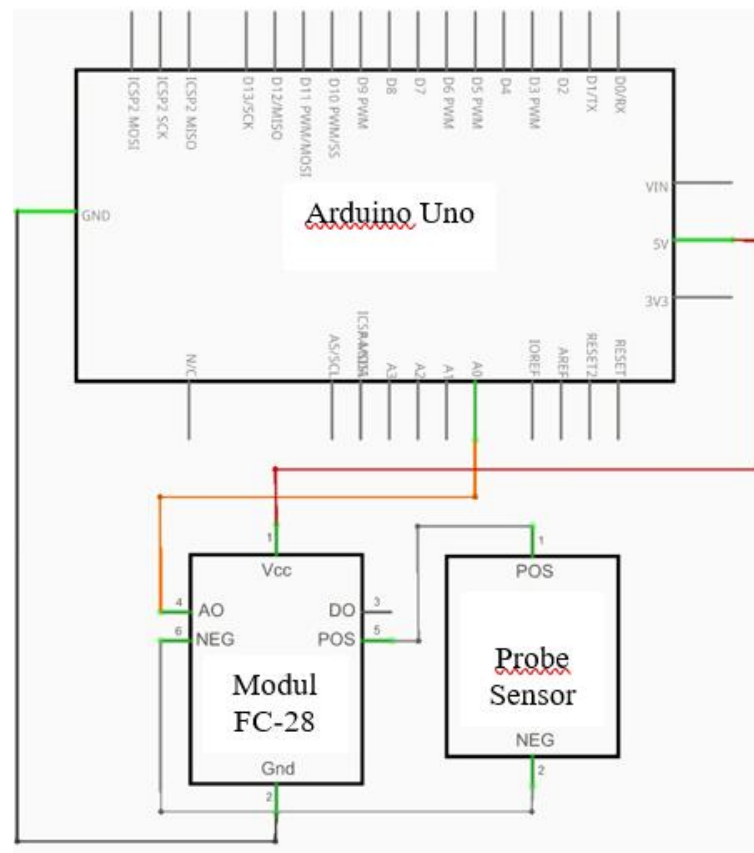 ICSP2 MOSI
ICSP2 SCK
ICSP2 MISO
D13/SCK
D12/MISO
D11 PWM/MOSI
D10 PWM/SS
D9 PWM
D8
D7
D6 PWM
D5 PWM
D4
D3 PWM
D2
D1/TX
D0/RX
VIN
GND
Arduino Uno
5V
3V3
N/C
A5/SCL
A3
A2
A1
A0
IOREF
AREF
RESET2
RESET
1
Vcc
1
POS
4 AO
DO 3
6 NEG
POS 5
Modul
FC-28
Probe
Sensor
NEG
Gnd
2
2